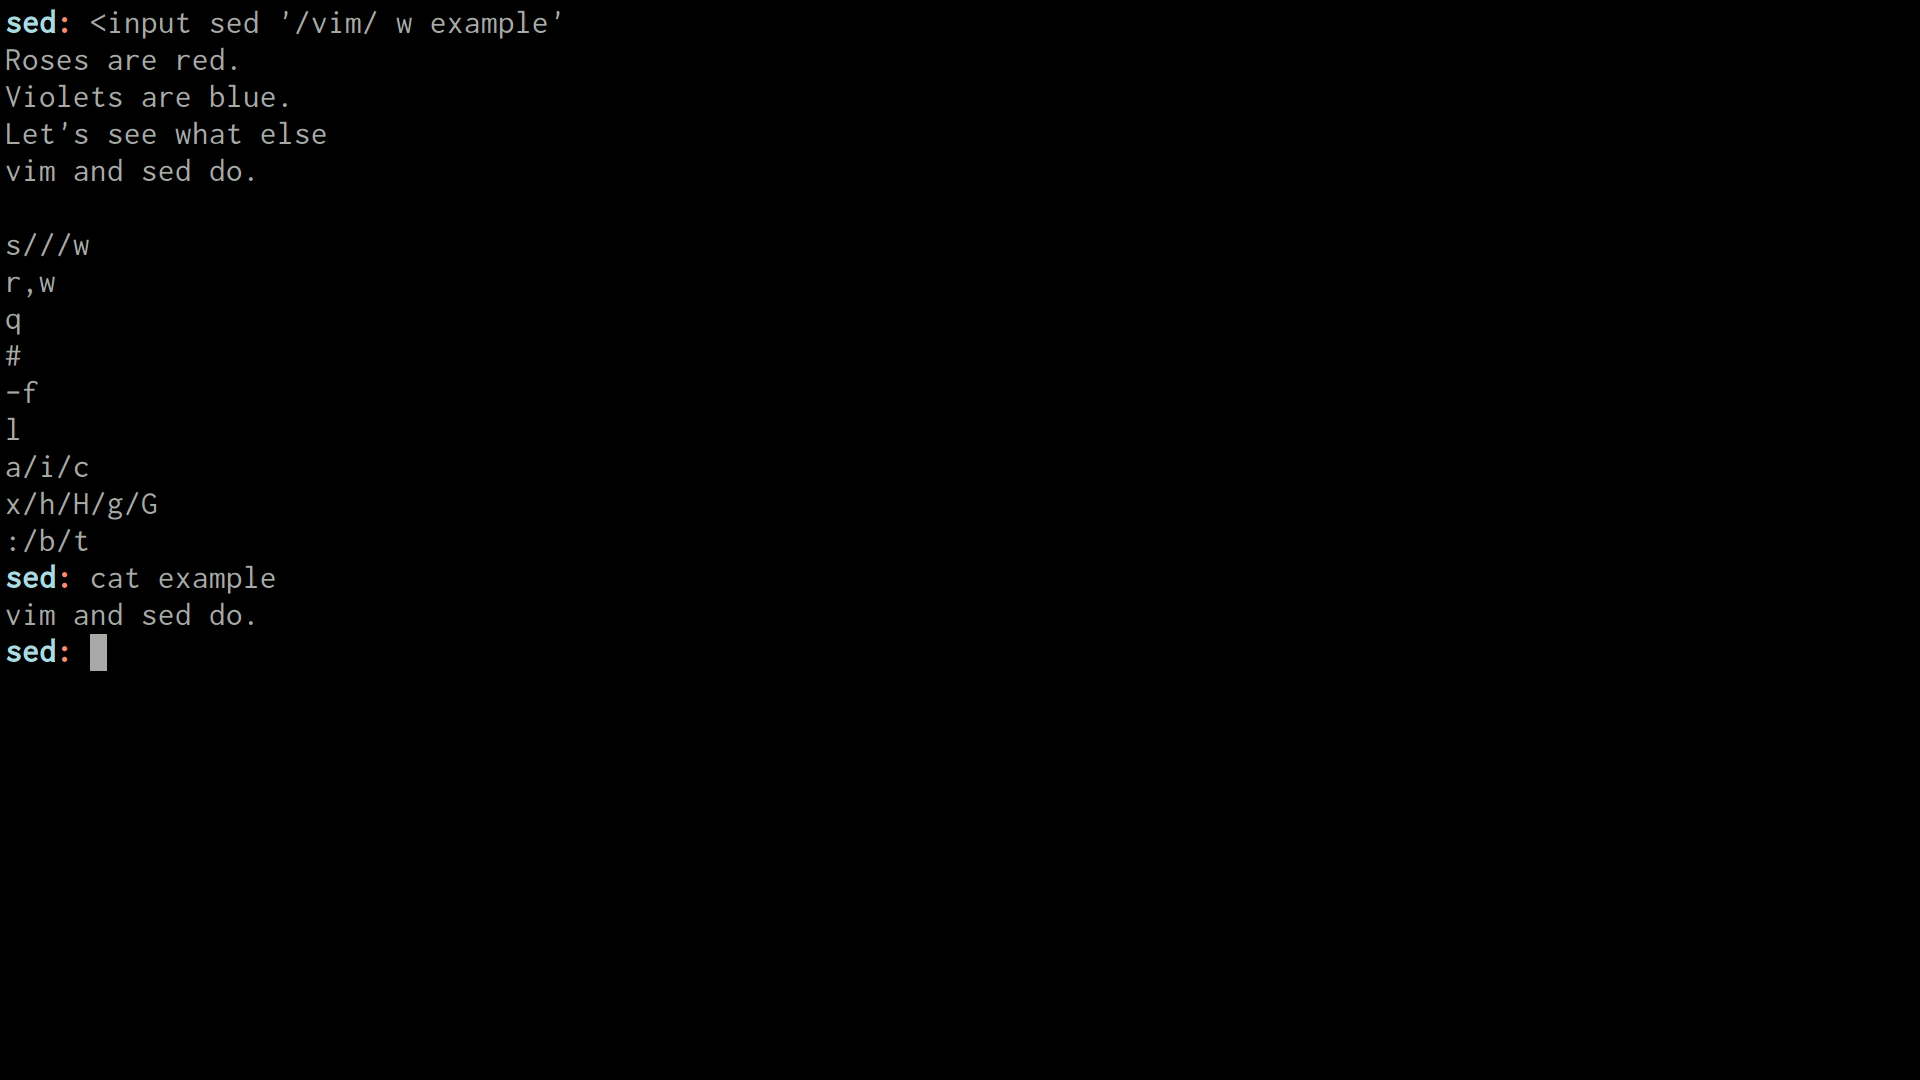 sed: <input sed '/vim/ w example'
Roses are red.
Violets are blue.
Let's see what else
vim and sed do.

s///w
r,w
q
#
-f
l
a/i/c
x/h/H/g/G
:/b/t
sed: cat example
vim and sed do.
sed: